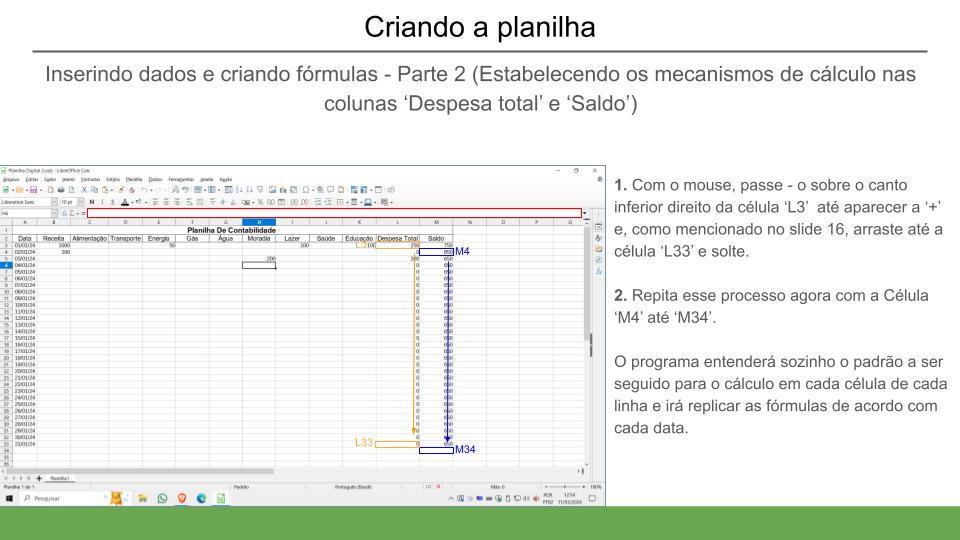 Criando a planilha
Inserindo dados e criando fórmulas - Parte 2 (Estabelecendo os mecanismos de cálculo nas
colunas ‘Despesa total’ e ‘Saldo’)
Planilha Digital 2.ods - LibreOffice Calc
Arquivo Editar Exibir Inserir Formatar Estilos Planilha Dados Ferramentas Janela Ajuda
Liberation Sans 10 pt
H6
A B C D E F G H I J K L M N O P Q
1 Planilha De Contabilidade
2 Data Receita Alimentação Transporte Energia Gás Água Moradia Lazer Saúde Educação Despesa Total Saldo
3 01/01/24 1000 50 100 L3 100 250 750
4 02/01/24 100 0 850 M4
5 03/01/24 200 200 650
6 04/01/24 0 650
7 05/01/24 0 650
8 06/01/24 0 650
9 07/01/24 0 650
10 08/01/24 0 650
11 09/01/24 0 650
12 10/01/24 0 650
13 11/01/24 0 650
14 12/01/24 0 650
15 13/01/24 0 650
16 14/01/24 0 650
17 15/01/24 0 650
18 16/01/24 0 650
19 17/01/24 0 650
20 18/01/24 0 650
21 19/01/24 0 650
22 20/01/24 0 650
23 21/01/24 0 650
24 22/01/24 0 650
25 23/01/24 0 650
26 24/01/24 0 650
27 25/01/24 0 650
28 26/01/24 0 650
29 27/01/24 0 650
30 28/01/24 0 650
31 29/01/24 0 650
32 30/01/24 0 650
33 31/01/24 L33 0 650
34 M34
35
36
Planilha1
Planilha 1 de 1 Padrão Português (Brasil) Máx: 0 100%
Pesquisar POR PTB2 12:54 11/03/2024
1. Com o mouse, passe - o sobre o canto
inferior direito da célula ‘L3’ até aparecer a ‘+’
e, como mencionado no slide 16, arraste até a
célula ‘L33’ e solte.
2. Repita esse processo agora com a Célula
‘M4’ até ‘M34’.
O programa entenderá sozinho o padrão a ser
seguido para o cálculo em cada célula de cada
linha e irá replicar as fórmulas de acordo com
cada data.